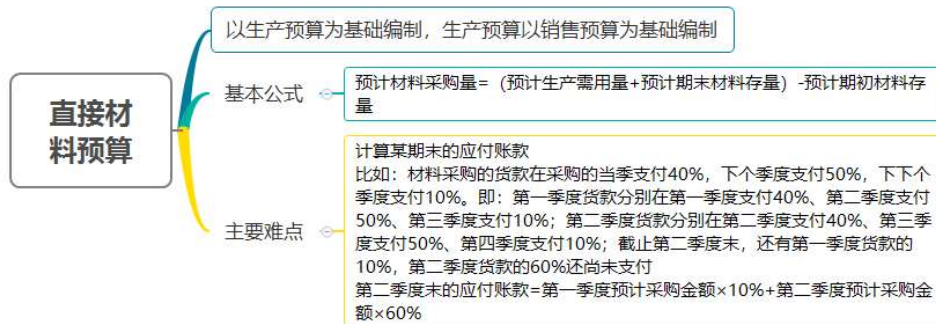 以生产预算为基础编制，生产预算以销售预算为基础编制
直接材
料预算
基本公式
预计材料采购量=（预计生产需用量+预计期末材料存量）-预计期初材料存
量
主要难点
计算某期末的应付账款
比如：材料采购的货款在采购的当季支付40%，下个季度支付50%，下下个
季度支付10%。即：第一季度货款分别在第一季度支付40%、第二季度支付
50%、第三季度支付10%；第二季度货款分别在第二季度支付40%、第三季
度支付50%、第四季度支付10%；截止第二季度末，还有第一季度货款的
10%，第二季度货款的60%还尚未支付
第二季度末的应付账款=第一季度预计采购金额×10%+第二季度预计采购金
额×60%